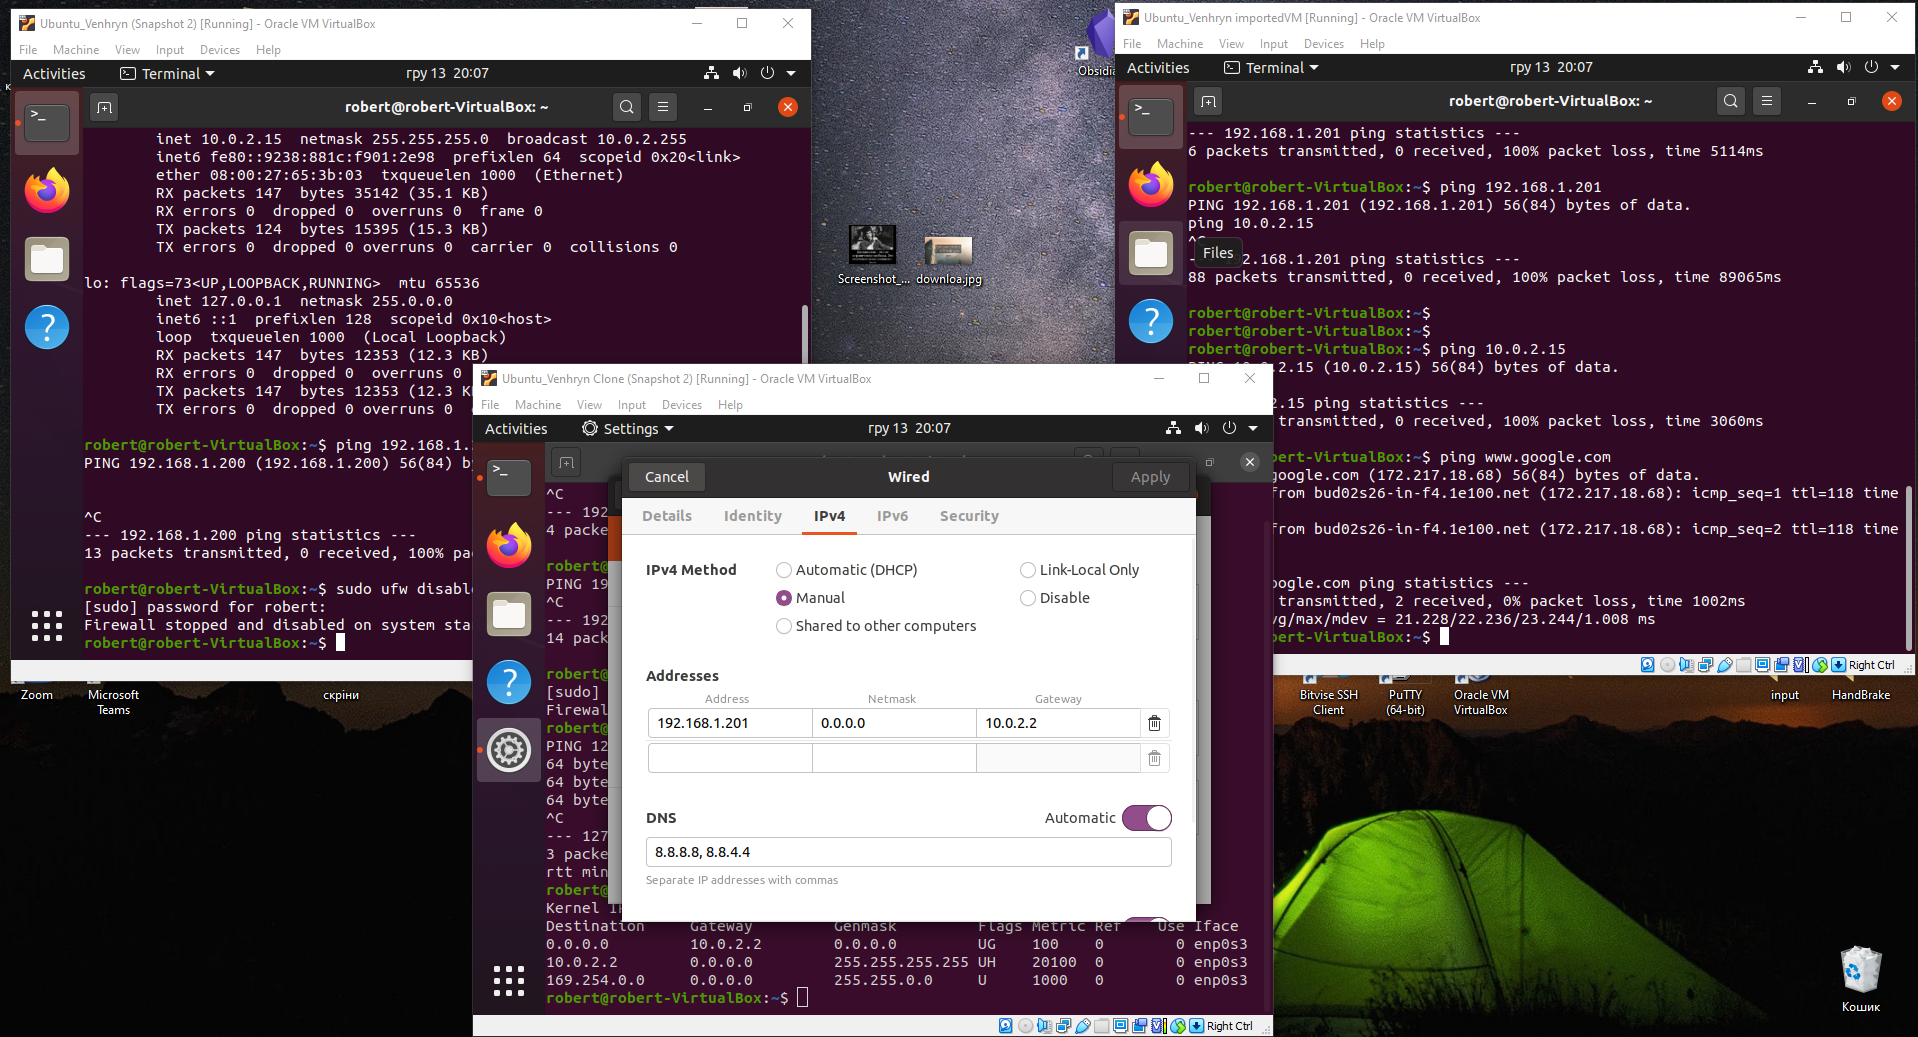 Ubuntu_Venhryn (Snapshot 2) [Running] - Oracle VM VirtualBox
File Machine View Input Devices Help
Activities Terminal гру 13 20:07
robert@robert-VirtualBox: ~
inet 10.0.2.15  netmask 255.255.255.0  broadcast 10.0.2.255
inet6 fe80::9238:881c:f901:2e98  prefixlen 64  scopeid 0x20<link>
ether 08:00:27:65:3b:03  txqueuelen 1000  (Ethernet)
RX packets 147  bytes 35142 (35.1 KB)
RX errors 0  dropped 0  overruns 0  frame 0
TX packets 124  bytes 15395 (15.3 KB)
TX errors 0  dropped 0 overruns 0  carrier 0  collisions 0
lo: flags=73<UP,LOOPBACK,RUNNING>  mtu 65536
inet 127.0.0.1  netmask 255.0.0.0
inet6 ::1  prefixlen 128  scopeid 0x10<host>
loop  txqueuelen 1000  (Local Loopback)
RX packets 147  bytes 12353 (12.3 KB)
RX errors 0  dropped 0  overruns 0
TX packets 147  bytes 12353 (12.3 K
TX errors 0  dropped 0 overruns 0
robert@robert-VirtualBox:~$ ping 192.168.1.
PING 192.168.1.200 (192.168.1.200) 56(84) by
^C
--- 192.168.1.200 ping statistics ---
13 packets transmitted, 0 received, 100% pa
robert@robert-VirtualBox:~$ sudo ufw disabl
[sudo] password for robert:
Firewall stopped and disabled on system sta
robert@robert-VirtualBox:~$
Obsidia
Screenshot_...
downloa.jpg
Ubuntu_Venhryn importedVM [Running] - Oracle VM VirtualBox
File Machine View Input Devices Help
Activities Terminal гру 13 20:07
robert@robert-VirtualBox: ~
--- 192.168.1.201 ping statistics ---
6 packets transmitted, 0 received, 100% packet loss, time 5114ms
robert@robert-VirtualBox:~$ ping 192.168.1.201
PING 192.168.1.201 (192.168.1.201) 56(84) bytes of data.
ping 10.0.2.15
^C
Files
.168.1.201 ping statistics ---
88 packets transmitted, 0 received, 100% packet loss, time 89065ms
robert@robert-VirtualBox:~$
robert@robert-VirtualBox:~$
robert@robert-VirtualBox:~$ ping 10.0.2.15
.2.15 (10.0.2.15) 56(84) bytes of data.
2.15 ping statistics ---
transmitted, 0 received, 100% packet loss, time 3060ms
rtualBox:~$ ping www.google.com
google.com (172.217.18.68) 56(84) bytes of data.
from bud02s26-in-f4.1e100.net (172.217.18.68): icmp_seq=1 ttl=118 time
from bud02s26-in-f4.1e100.net (172.217.18.68): icmp_seq=2 ttl=118 time
oogle.com ping statistics ---
transmitted, 2 received, 0% packet loss, time 1002ms
vg/max/mdev = 21.228/22.236/23.244/1.008 ms
rtualBox:~$
Right Ctrl
Ubuntu_Venhryn Clone (Snapshot 2) [Running] - Oracle VM VirtualBox
File Machine View Input Devices Help
Activities Settings гру 13 20:07
Cancel Wired Apply
Details Identity IPv4 IPv6 Security
IPv4 Method
Automatic (DHCP) Link-Local Only
Manual Disable
Shared to other computers
Addresses
Address Netmask Gateway
192.168.1.201 0.0.0.0 10.0.2.2
DNS Automatic
8.8.8.8, 8.8.4.4
Separate IP addresses with commas
^C
--- 192
4 packe
robert@
PING 19
^C
--- 192
14 pack
robert@
[sudo]
Firewal
robert@
PING 12
64 byte
64 byte
64 byte
^C
--- 127
3 packe
rtt min
robert@
Kernel I
Destination Gateway Genmask Flags Metric Ref Use Iface
0.0.0.0 10.0.2.2 0.0.0.0 UG 100 0 0 enp0s3
10.0.2.2 0.0.0.0 255.255.255.255 UH 20100 0 0 enp0s3
169.254.0.0 0.0.0.0 255.255.0.0 U 1000 0 0 enp0s3
robert@robert-VirtualBox:~$
Right Ctrl
Zoom
Microsoft
Teams
скріни
Bitvise SSH
Client
PuTTY
(64-bit)
Oracle VM
VirtualBox
input
HandBrake
Кошик